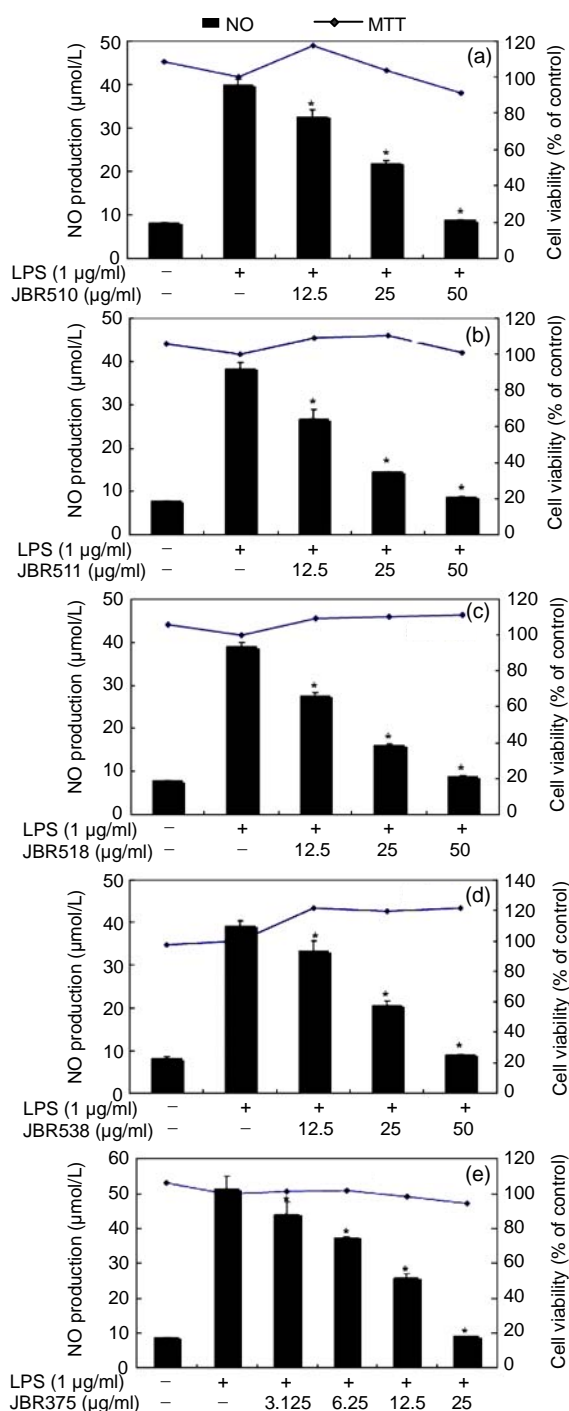 NO MTT
NO production (μmol/L)
50
40
30
20
10
0
(a)
* * *
120
100
80
60
40
20
0
Cell viability (% of control)
LPS (1 μg/ml) – + + + +
JBR510 (μg/ml) – – 12.5 25 50
NO production (μmol/L)
50
40
30
20
10
0
(b)
* * *
120
100
80
60
40
20
0
Cell viability (% of control)
LPS (1 μg/ml) – + + + +
JBR511 (μg/ml) – – 12.5 25 50
NO production (μmol/L)
50
40
30
20
10
0
(c)
* * *
120
100
80
60
40
20
0
Cell viability (% of control)
LPS (1 μg/ml) – + + + +
JBR518 (μg/ml) – – 12.5 25 50
NO production (μmol/L)
50
40
30
20
10
0
(d)
* * *
140
120
100
80
60
40
20
0
Cell viability (% of control)
LPS (1 μg/ml) – + + + +
JBR538 (μg/ml) – – 12.5 25 50
NO production (μmol/L)
60
50
40
30
20
10
0
(e)
* * * *
120
100
80
60
40
20
0
Cell viability (% of control)
LPS (1 μg/ml) – + + + + +
JBR375 (μg/ml) – – 3.125 6.25 12.5 25